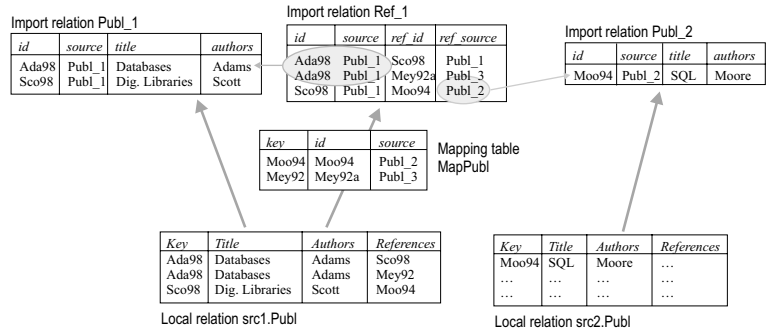 Import relation Publ_1
id source title authors
Ada98 Publ_1 Databases Adams
Sco98 Publ_1 Dig. Libraries Scott
Import relation Ref_1
id source ref_id ref_source
Ada98 Publ_1 Sco98 Publ_1
Ada98 Publ_1 Mey92a Publ_3
Sco98 Publ_1 Moo94 Publ_2
Import relation Publ_2
id source title authors
Moo94 Publ_2 SQL Moore
key id source
Moo94 Moo94 Publ_2
Mey92 Mey92a Publ_3
Mapping table
MapPubl
Key Title Authors References
Ada98 Databases Adams Sco98
Ada98 Databases Adams Mey92
Sco98 Dig. Libraries Scott Moo94
Local relation src1.Publ
Key Title Authors References
Moo94 SQL Moore …
… … … …
… … … …
Local relation src2.Publ